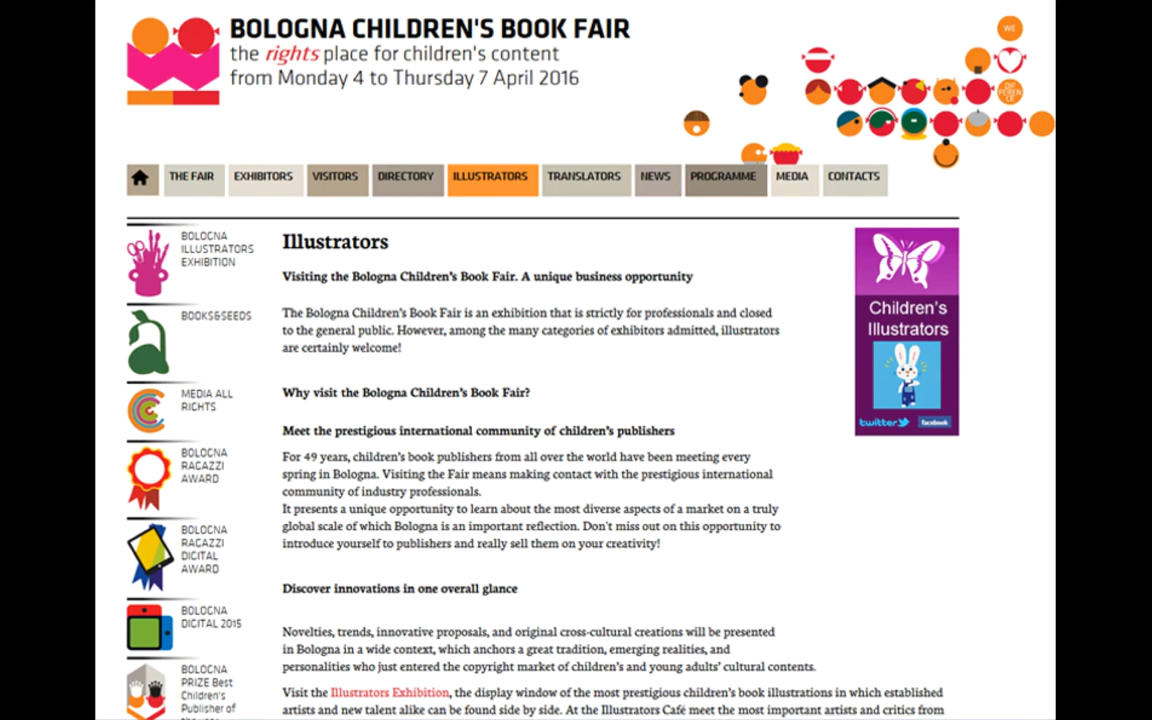 BOLOGNA CHILDREN'S BOOK FAIR
the rights place for children's content
from Monday 4 to Thursday 7 April 2016
WE
THE FAIR
EXHIBITORS
VISITORS
DIRECTORY
ILLUSTRATORS
TRANSLATORS
NEWS
PROGRAMME
MEDIA
CONTACTS
BOLOGNA
ILLUSTRATORS
EXHIBITION
BOOKS&SEEDS
MEDIA ALL
RIGHTS
BOLOGNA
RAGAZZI
AWARD
BOLOGNA
RAGAZZI
DIGITAL
AWARD
BOLOGNA
DIGITAL 2015
BOLOGNA
PRIZE Best
Children's
Publisher of
Illustrators
Visiting the Bologna Children's Book Fair. A unique business opportunity
The Bologna Children's Book Fair is an exhibition that is strictly for professionals and closed
to the general public. However, among the many categories of exhibitors admitted, illustrators
are certainly welcome!
Why visit the Bologna Children's Book Fair?
Meet the prestigious international community of children's publishers
For 49 years, children's book publishers from all over the world have been meeting every
spring in Bologna. Visiting the Fair means making contact with the prestigious international
community of industry professionals.
It presents a unique opportunity to learn about the most diverse aspects of a market on a truly
global scale of which Bologna is an important reflection. Don't miss out on this opportunity to
introduce yourself to publishers and really sell them on your creativity!
Discover innovations in one overall glance
Novelties, trends, innovative proposals, and original cross-cultural creations will be presented
in Bologna in a wide context, which anchors a great tradition, emerging realities, and
personalities who just entered the copyright market of children's and young adults' cultural contents.
Visit the Illustrators Exhibition, the display window of the most prestigious children's book illustrations in which established
artists and new talent alike can be found side by side. At the Illustrators Café meet the most important artists and critics from
Children's
Illustrators
twitter
facebook